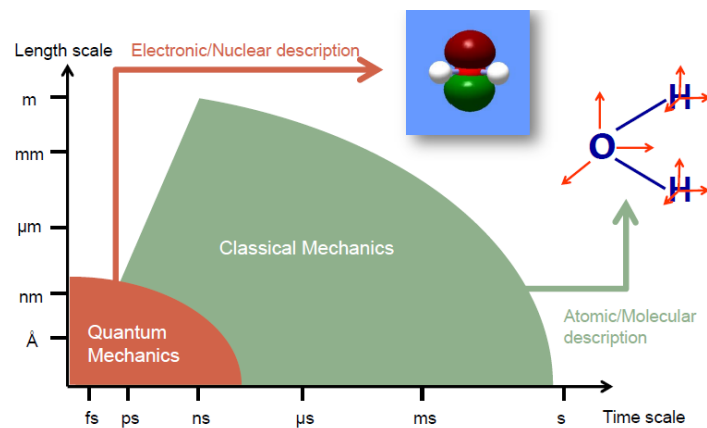 Length scale
Electronic/Nuclear description
m
mm
µm
nm
Å
Classical Mechanics
Quantum
Mechanics
H
O
H
Atomic/Molecular
description
fs ps ns µs ms s Time scale